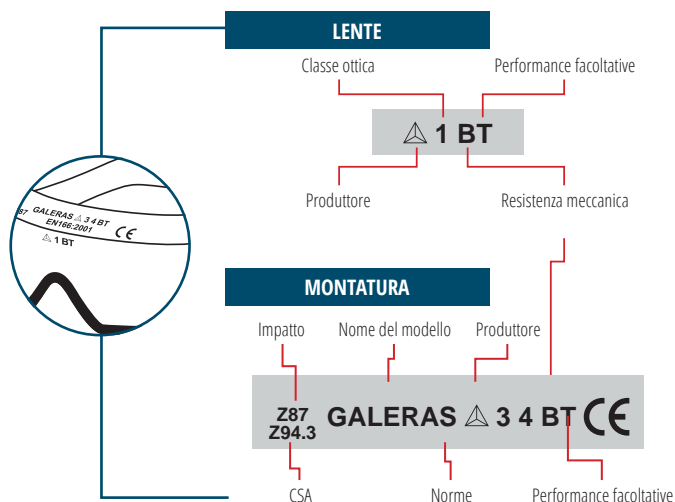 LENTE
Classe ottica
Performance facoltative
1 BT
Produttore
Resistenza meccanica
87 GALERAS 3 4 BT CE
EN166:2001
1 BT
MONTATURA
Impatto
Nome del modello
Produttore
Z87
Z94.3
GALERAS 3 4 BT CE
CSA
Norme
Performance facoltative